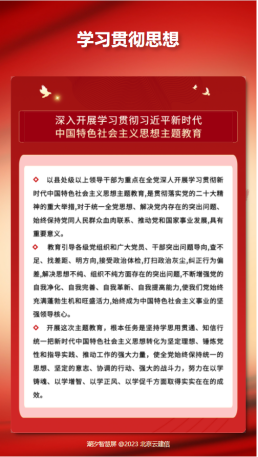 学习贯彻思想
深入开展学习贯彻习近平新时代
中国特色社会主义思想主题教育
以县处级以上领导干部为重点在全党深入开展学习贯彻新
时代中国特色社会主义思想主题教育,是贯彻落实党的二十大精
神的重大举措,对于统一全党思想、解决党内存在的突出问题、
始终保持党同人民群众血肉联系、推动党和国家事业发展,具有
重要意义。
教育引导各级党组织和广大党员、干部突出问题导向,查不
足、找差距、明方向,接受政治体检,打扫政治灰尘,纠正行为偏
差,解决思想不纯、组织不纯方面存在的突出问题,不断增强党的
自我净化、自我完善、自我革新、自我提高能力,使我们党始终
充满蓬勃生机和旺盛活力,始终成为中国特色社会主义事业的坚
强领导核心。
开展这次主题教育，根本任务是坚持学思用贯通、知信行
统一把新时代中国特色社会主义思想转化为坚定理想、锤炼党
性和指导实践、推动工作的强大力量，使全党始终保持统一的
思想、坚定的意志、协调的行动、强大的战斗力，努力在以学
铸魂、以学增智、以学正风、以学促干方面取得实实在在的成
效。
潮汐智慧屏 @2023 北京云建信